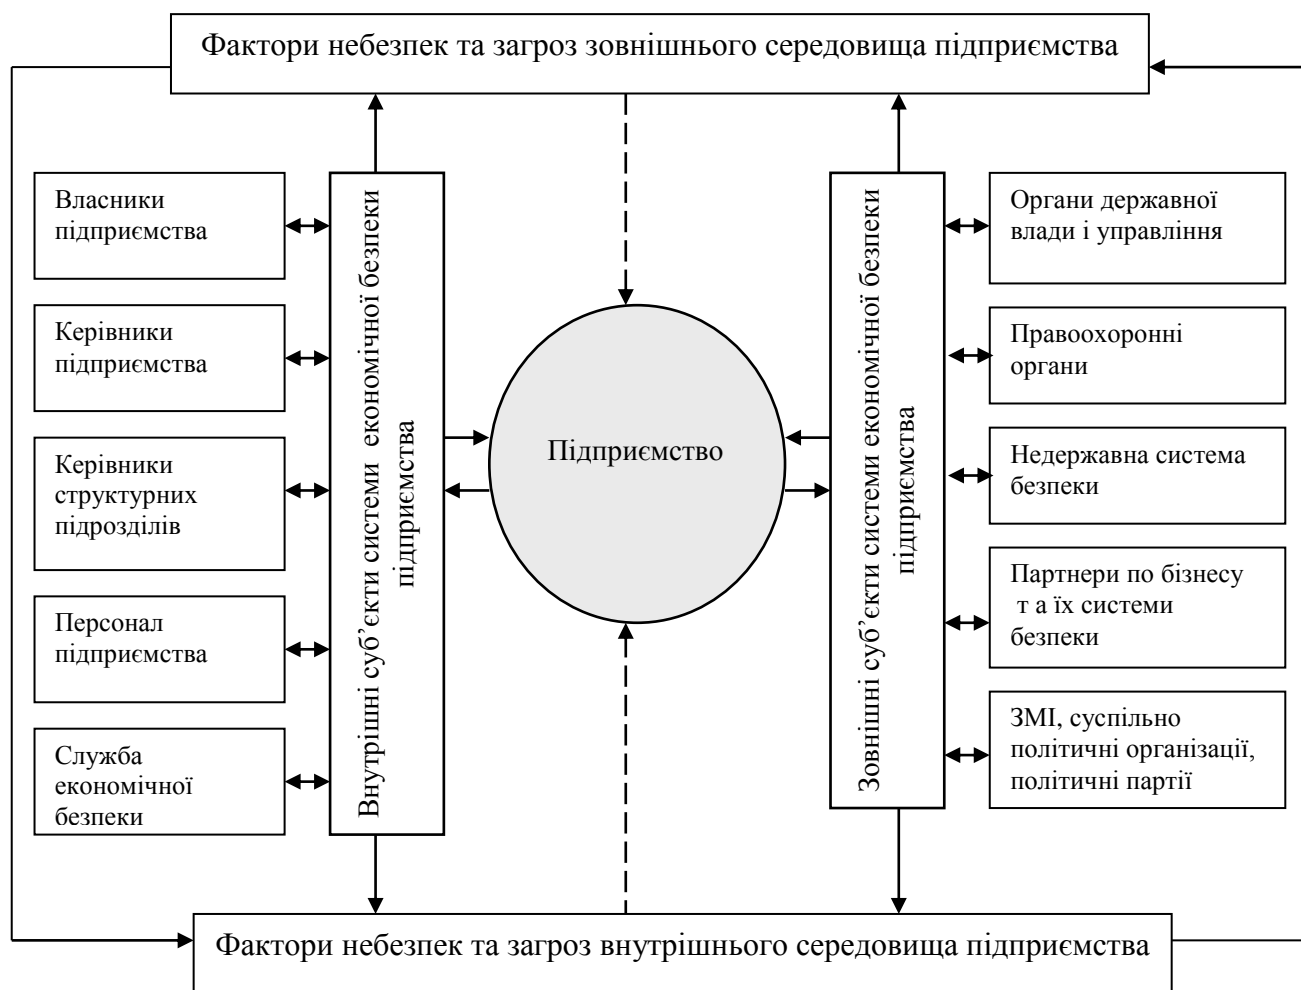 Фактори небезпек та загроз зовнішнього середовища підприємства
Власники
підприємства
Керівники
підприємства
Керівники
структурних
підрозділів
Персонал
підприємства
Служба
економічної
безпеки
Внутрішні суб’єкти системи економічної безпеки
підприємства
Підприємство
Зовнішні суб’єкти системи економічної безпеки
підприємства
Органи державної
влади і управління
Правоохоронні
органи
Недержавна система
безпеки
Партнери по бізнесу
т а їх системи
безпеки
ЗМІ, суспільно
політичні організації,
політичні партії
Фактори небезпек та загроз внутрішнього середовища підприємства